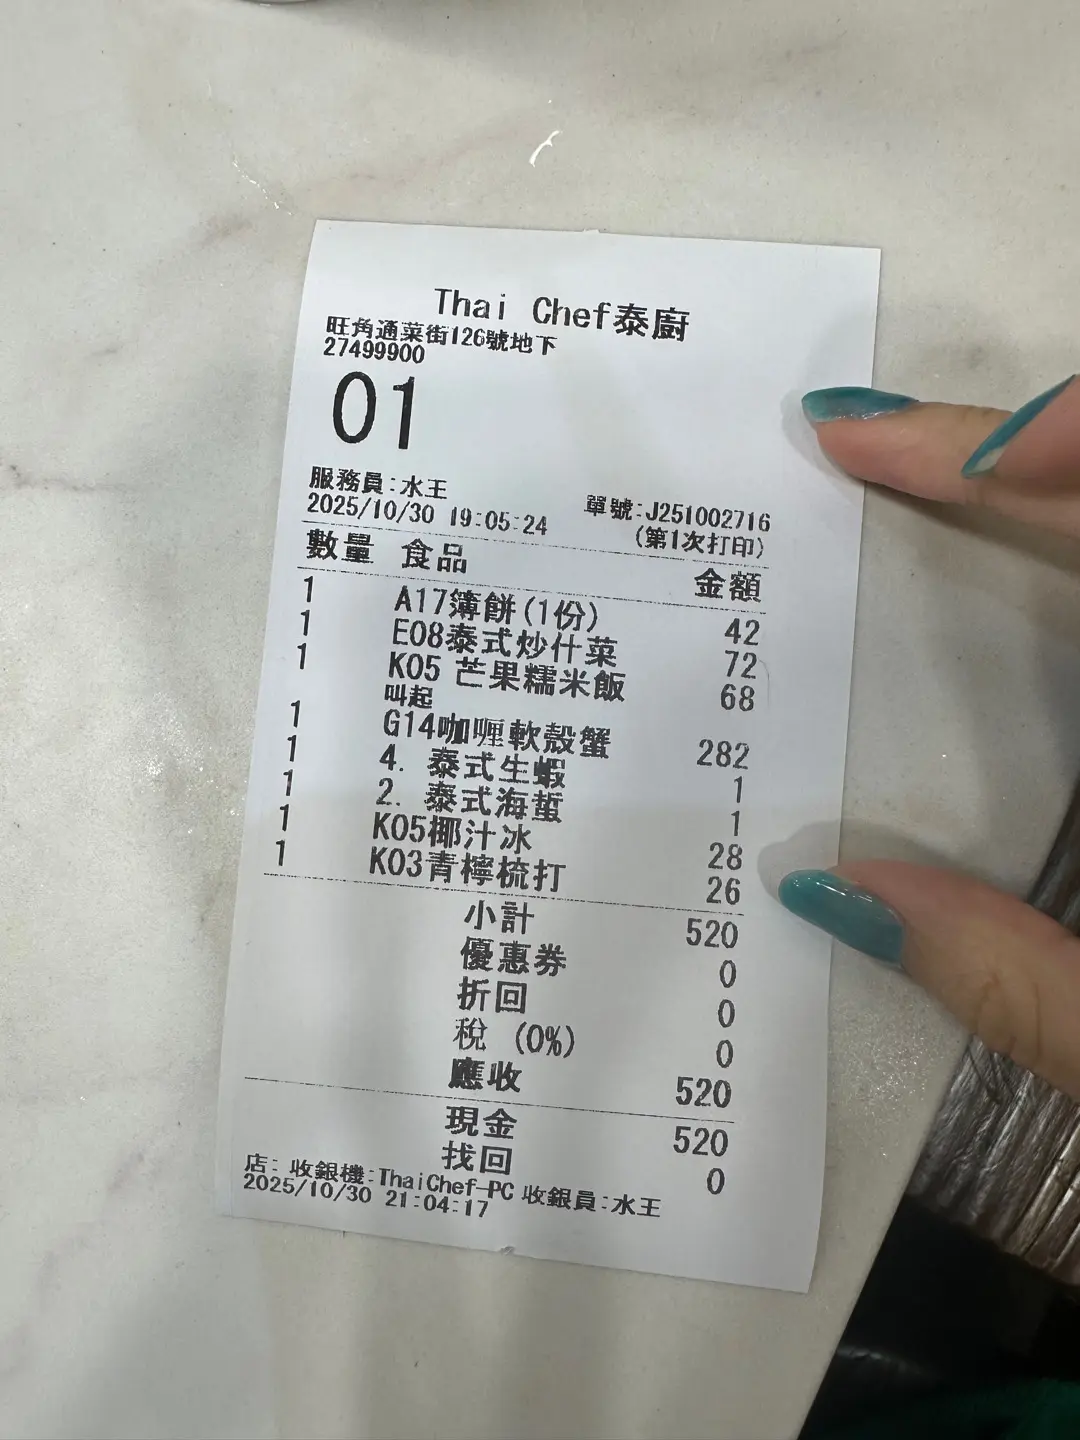 Thai Chef泰廚
旺角通菜街126號地下
27499900
01
服務員:水王
2025/10/30 19:05:24
單號:J251002716
(第1次打印)
數量 食品 金額
1 A17簿餅(1份) 42
1 E08泰式炒什菜 72
1 K05 芒果糯米飯 68
叫起
1 G14咖喱軟殼蟹 282
1 4. 泰式生蝦 1
1 2. 泰式海蜇 1
1 K05椰汁冰 28
1 K03青檸梳打 26
小計 520
優惠券 0
折回 0
稅 (0%) 0
應收 520
現金 520
找回 0
店: 收銀機:ThaiChef-PC 收銀員:水王
2025/10/30 21:04:17